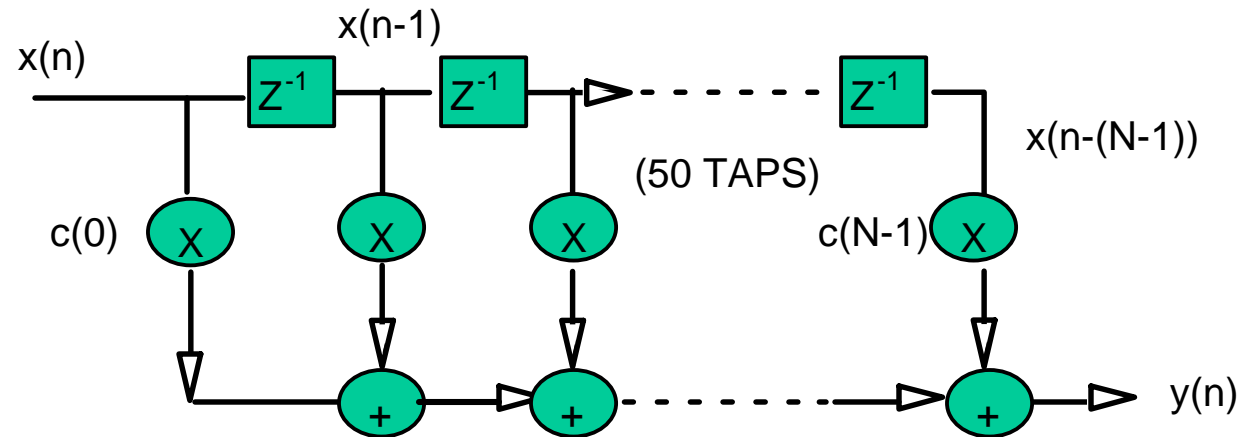 x(n-1)
x(n)
Z-1 Z-1 Z-1
x(n-(N-1))
(50 TAPS)
c(0) X X X c(N-1) X
+ + + y(n)